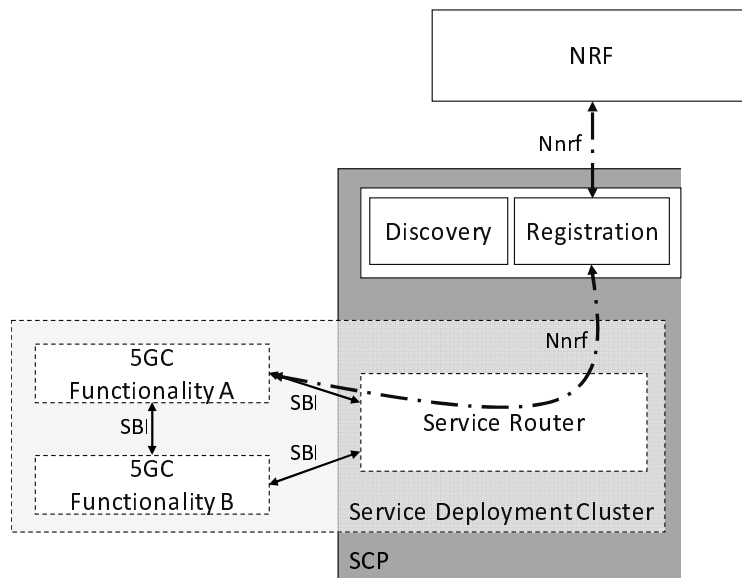 NRF
Nnrf
Discovery
Registration
Nnrf
5GC
Functionality A
SBI
Service Router
SBI
SBI
5GC
Functionality B
Service Deployment Cluster
SCP